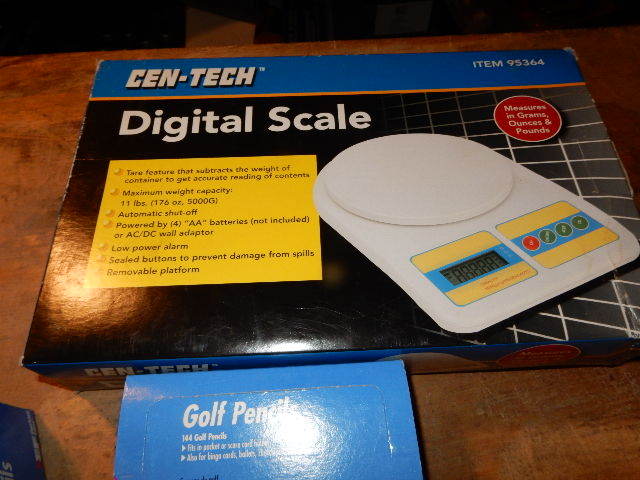 CEN-TECH™
ITEM 95364
Digital Scale
Measures
in Grams,
Ounces &
Pounds
Tare feature that subtracts the weight of
container to get accurate reading of contents
Maximum weight capacity:
11 lbs. (176 oz, 5000G)
Automatic shut-off
Powered by (4) "AA" batteries (not included)
or AC/DC wall adaptor
Low power alarm
Sealed buttons to prevent damage from spills
Removable platform
CEN-TECH
Digital Scale
Golf Pencils
144 Golf Pencils
Fits in pocket or score card holder
Also for bingo cards, ballots,